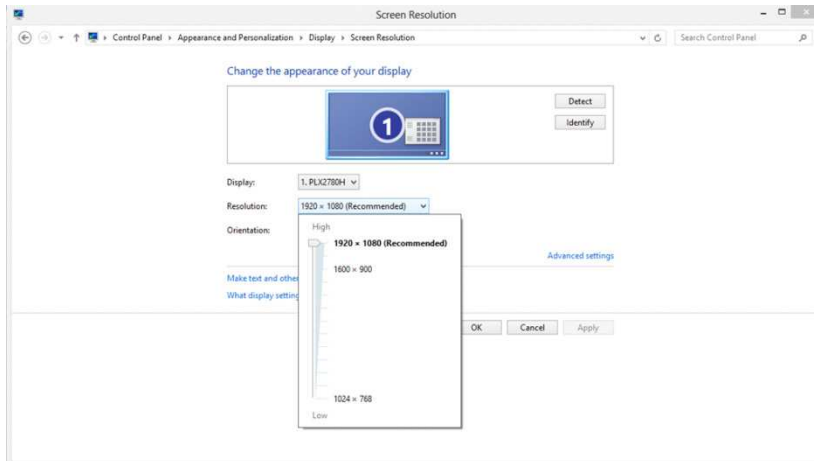 Screen Resolution
Control Panel Appearance and Personalization Display Screen Resolution
Search Control Panel
Change the appearance of your display
1
Detect
Identify
Display: 1. PLX2780H
Resolution: 1920 × 1080 (Recommended)
Orientation:
High
1920 × 1080 (Recommended)
1600 × 900
1024 × 768
Low
Advanced settings
Make text and other
What display setting
OK Cancel Apply